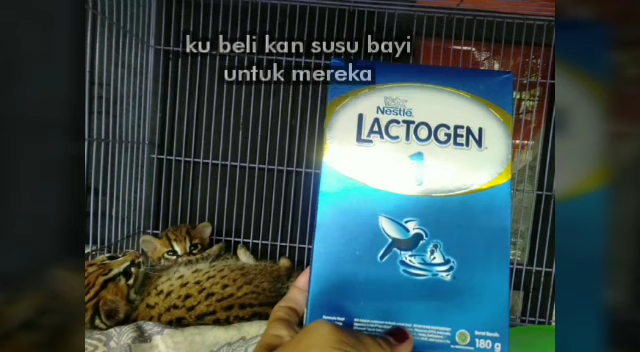 ku beli kan susu bayi
untuk mereka
Nestlé
LACTOGEN
1
180 g